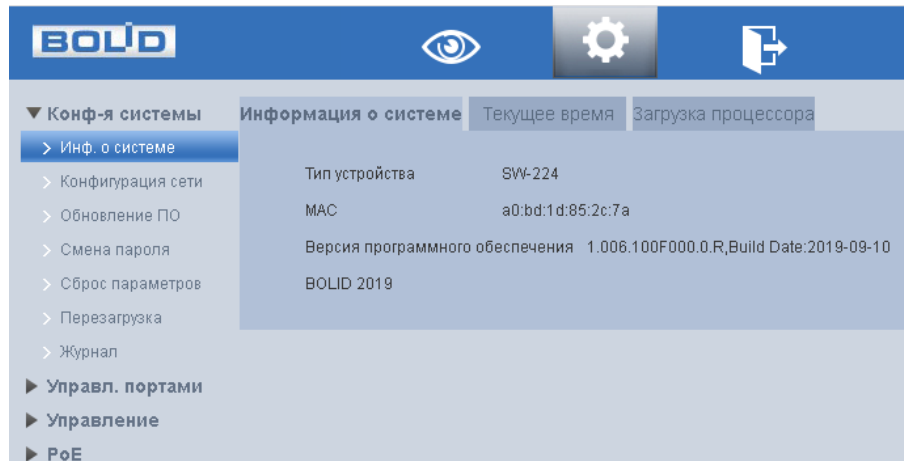 BOLID
Конф-я системы
Инф. о системе
Конфигурация сети
Обновление ПО
Смена пароля
Сброс параметров
Перезагрузка
Журнал
Управл. портами
Управление
PoE
Информация о системе Текущее время Загрузка процессора
Тип устройства SW-224
MAC a0:bd:1d:85:2c:7a
Версия программного обеспечения 1.006.100F000.0.R,Build Date:2019-09-10
BOLID 2019